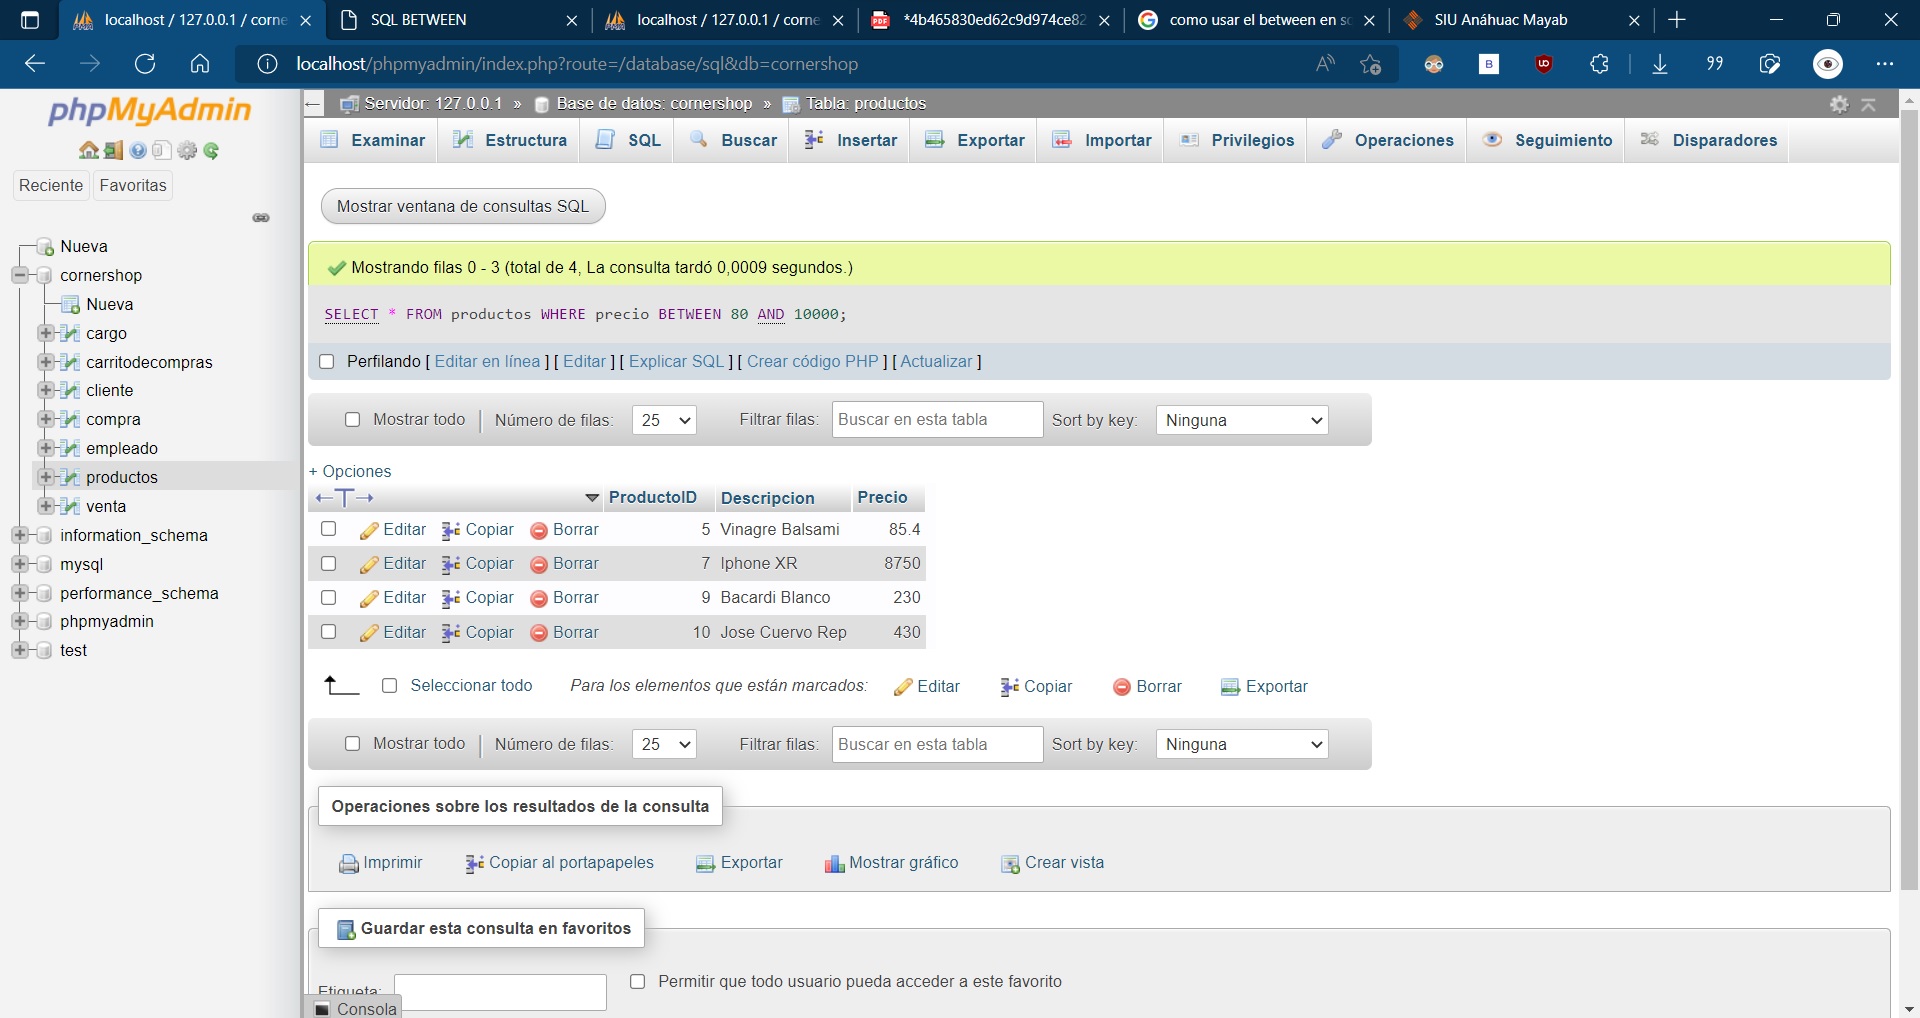 localhost / 127.0.0.1 / corne
SQL BETWEEN
localhost / 127.0.0.1 / corne
*4b465830ed62c9d974ce82
como usar el between en sq
SIU Anáhuac Mayab
localhost/phpmyadmin/index.php?route=/database/sql&db=cornershop
phpMyAdmin
Reciente Favoritas
Nueva
cornershop
Nueva
cargo
carritodecompras
cliente
compra
empleado
productos
venta
information_schema
mysql
performance_schema
phpmyadmin
test
Servidor: 127.0.0.1 » Base de datos: cornershop » Tabla: productos
Examinar Estructura SQL Buscar Insertar Exportar Importar Privilegios Operaciones Seguimiento Disparadores
Mostrar ventana de consultas SQL
Mostrando filas 0 - 3 (total de 4, La consulta tardó 0,0009 segundos.)
SELECT * FROM productos WHERE precio BETWEEN 80 AND 10000;
Perfilando [ Editar en línea ] [ Editar ] [ Explicar SQL ] [ Crear código PHP ] [ Actualizar ]
Mostrar todo | Número de filas: 25 Filtrar filas: Buscar en esta tabla Sort by key: Ninguna
+ Opciones
←T→ ProductoID Descripcion Precio
Editar Copiar Borrar 5 Vinagre Balsami 85.4
Editar Copiar Borrar 7 Iphone XR 8750
Editar Copiar Borrar 9 Bacardi Blanco 230
Editar Copiar Borrar 10 Jose Cuervo Rep 430
Seleccionar todo Para los elementos que están marcados: Editar Copiar Borrar Exportar
Mostrar todo | Número de filas: 25 Filtrar filas: Buscar en esta tabla Sort by key: Ninguna
Operaciones sobre los resultados de la consulta
Imprimir Copiar al portapapeles Exportar Mostrar gráfico Crear vista
Guardar esta consulta en favoritos
Etiqueta: Permitir que todo usuario pueda acceder a este favorito
Consola